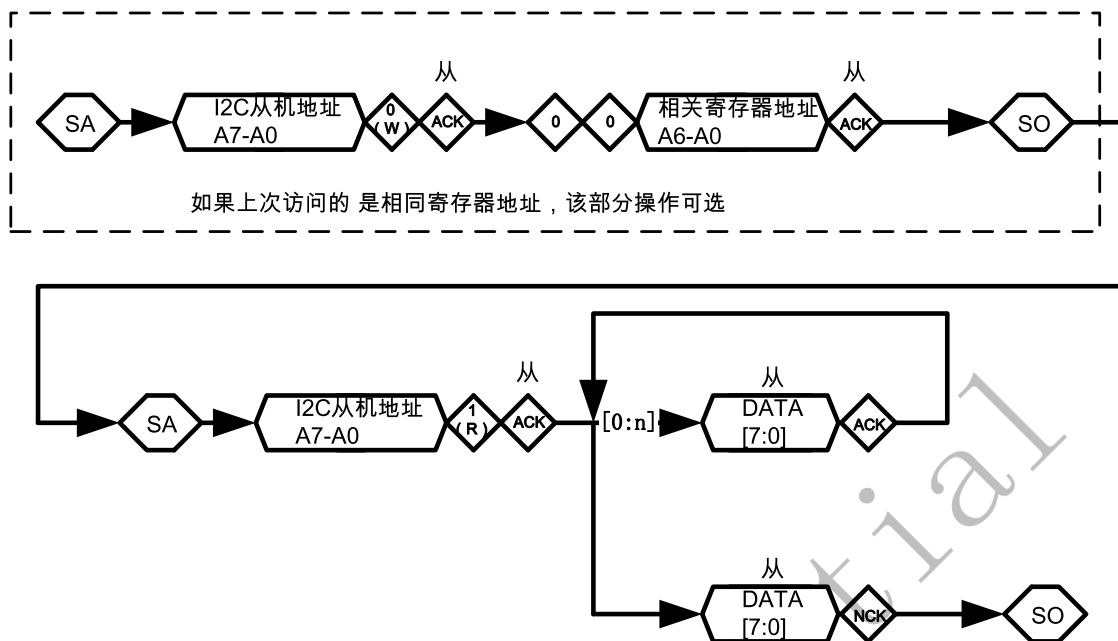 从
从
SA
I2C从机地址
A7-A0
0
(W)
ACK
0
0
相关寄存器地址
A6-A0
ACK
SO
如果上次访问的 是相同寄存器地址，该部分操作可选
从
从
SA
I2C从机地址
A7-A0
1
(R)
ACK
[0:n]
DATA
[7:0]
ACK
从
DATA
[7:0]
NCK
SO
tial